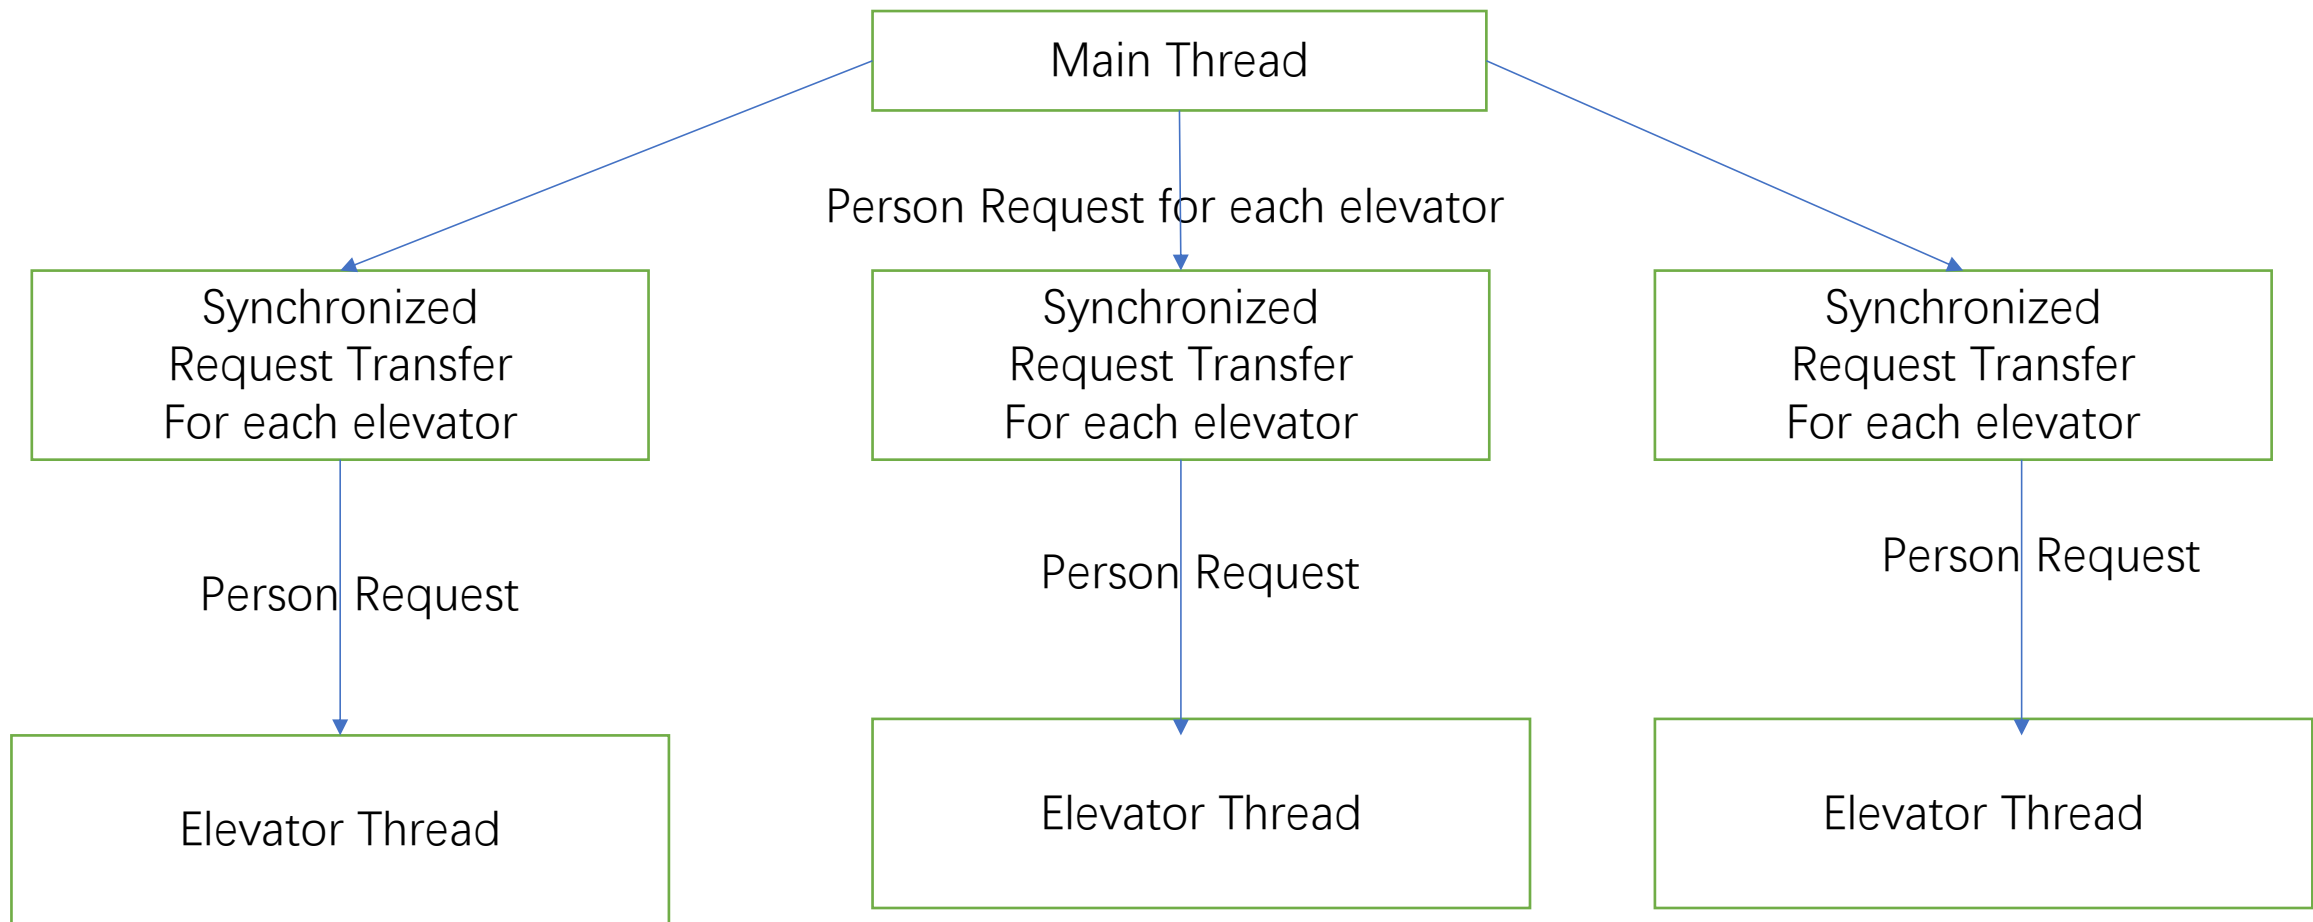 Main Thread
Person Request for each elevator
Synchronized
Request Transfer
For each elevator
Synchronized
Request Transfer
For each elevator
Synchronized
Request Transfer
For each elevator
Person Request
Person Request
Person Request
Elevator Thread
Elevator Thread
Elevator Thread